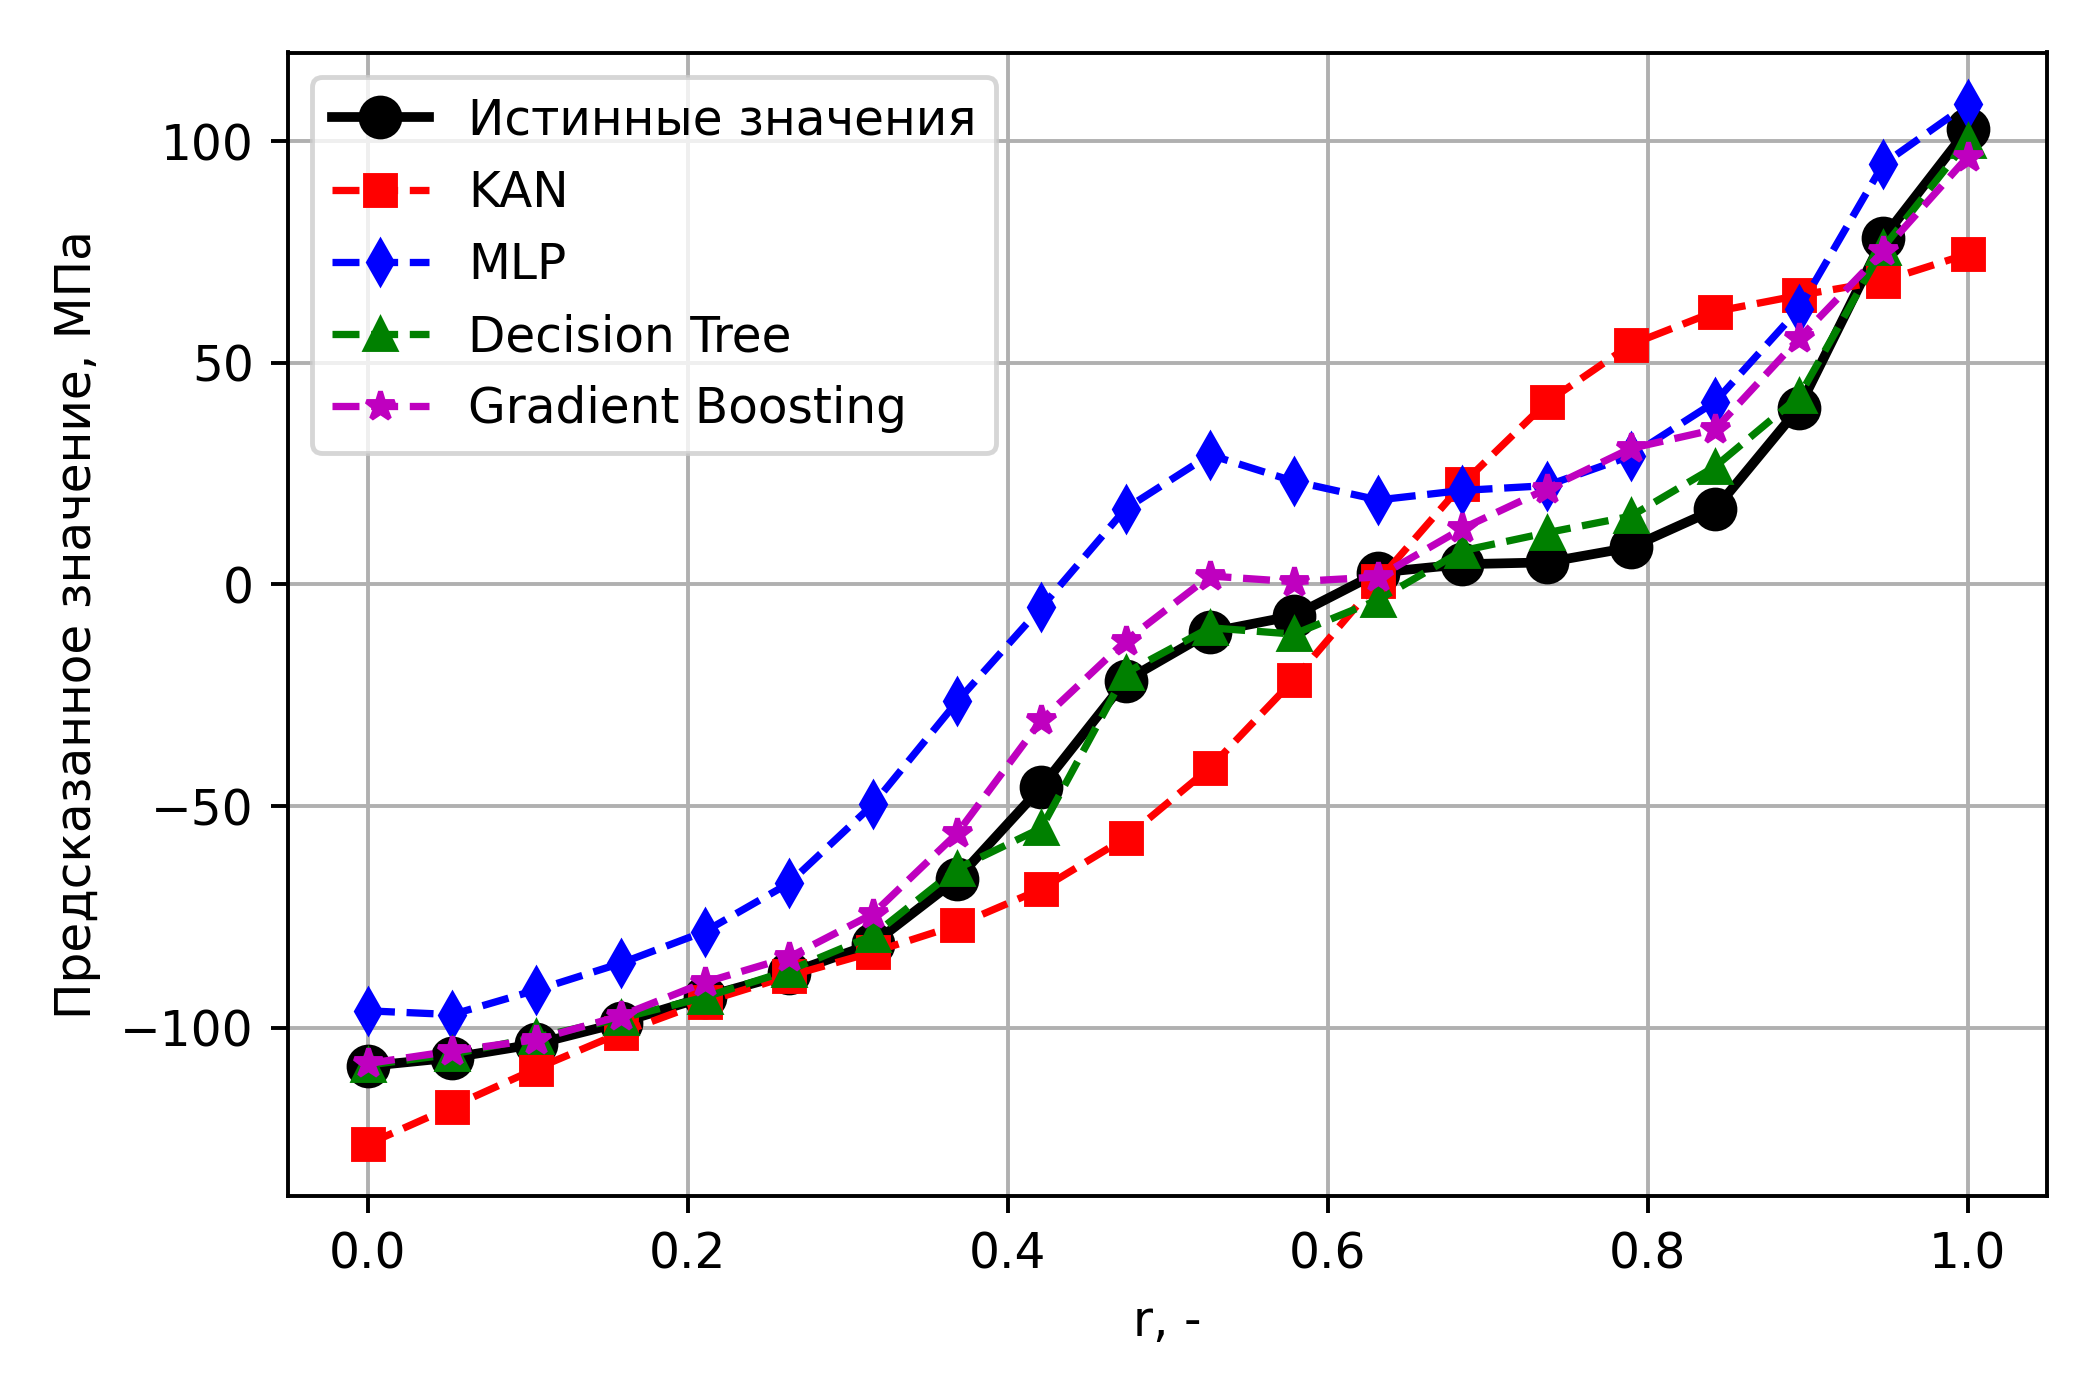 Предсказанное значение, МПа
100
50
0
−50
−100
Истинные значения
KAN
MLP
Decision Tree
Gradient Boosting
0.0 0.2 0.4 0.6 0.8 1.0
r, -